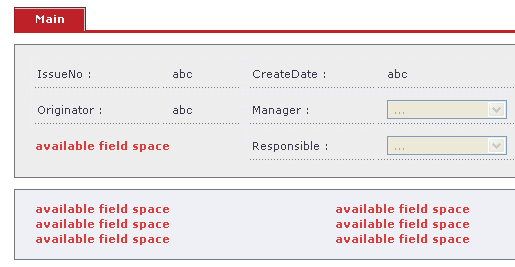 Main
IssueNo : abc CreateDate : abc
Originator : abc Manager : ...
available field space Responsible : ...
available field space available field space
available field space available field space
available field space available field space